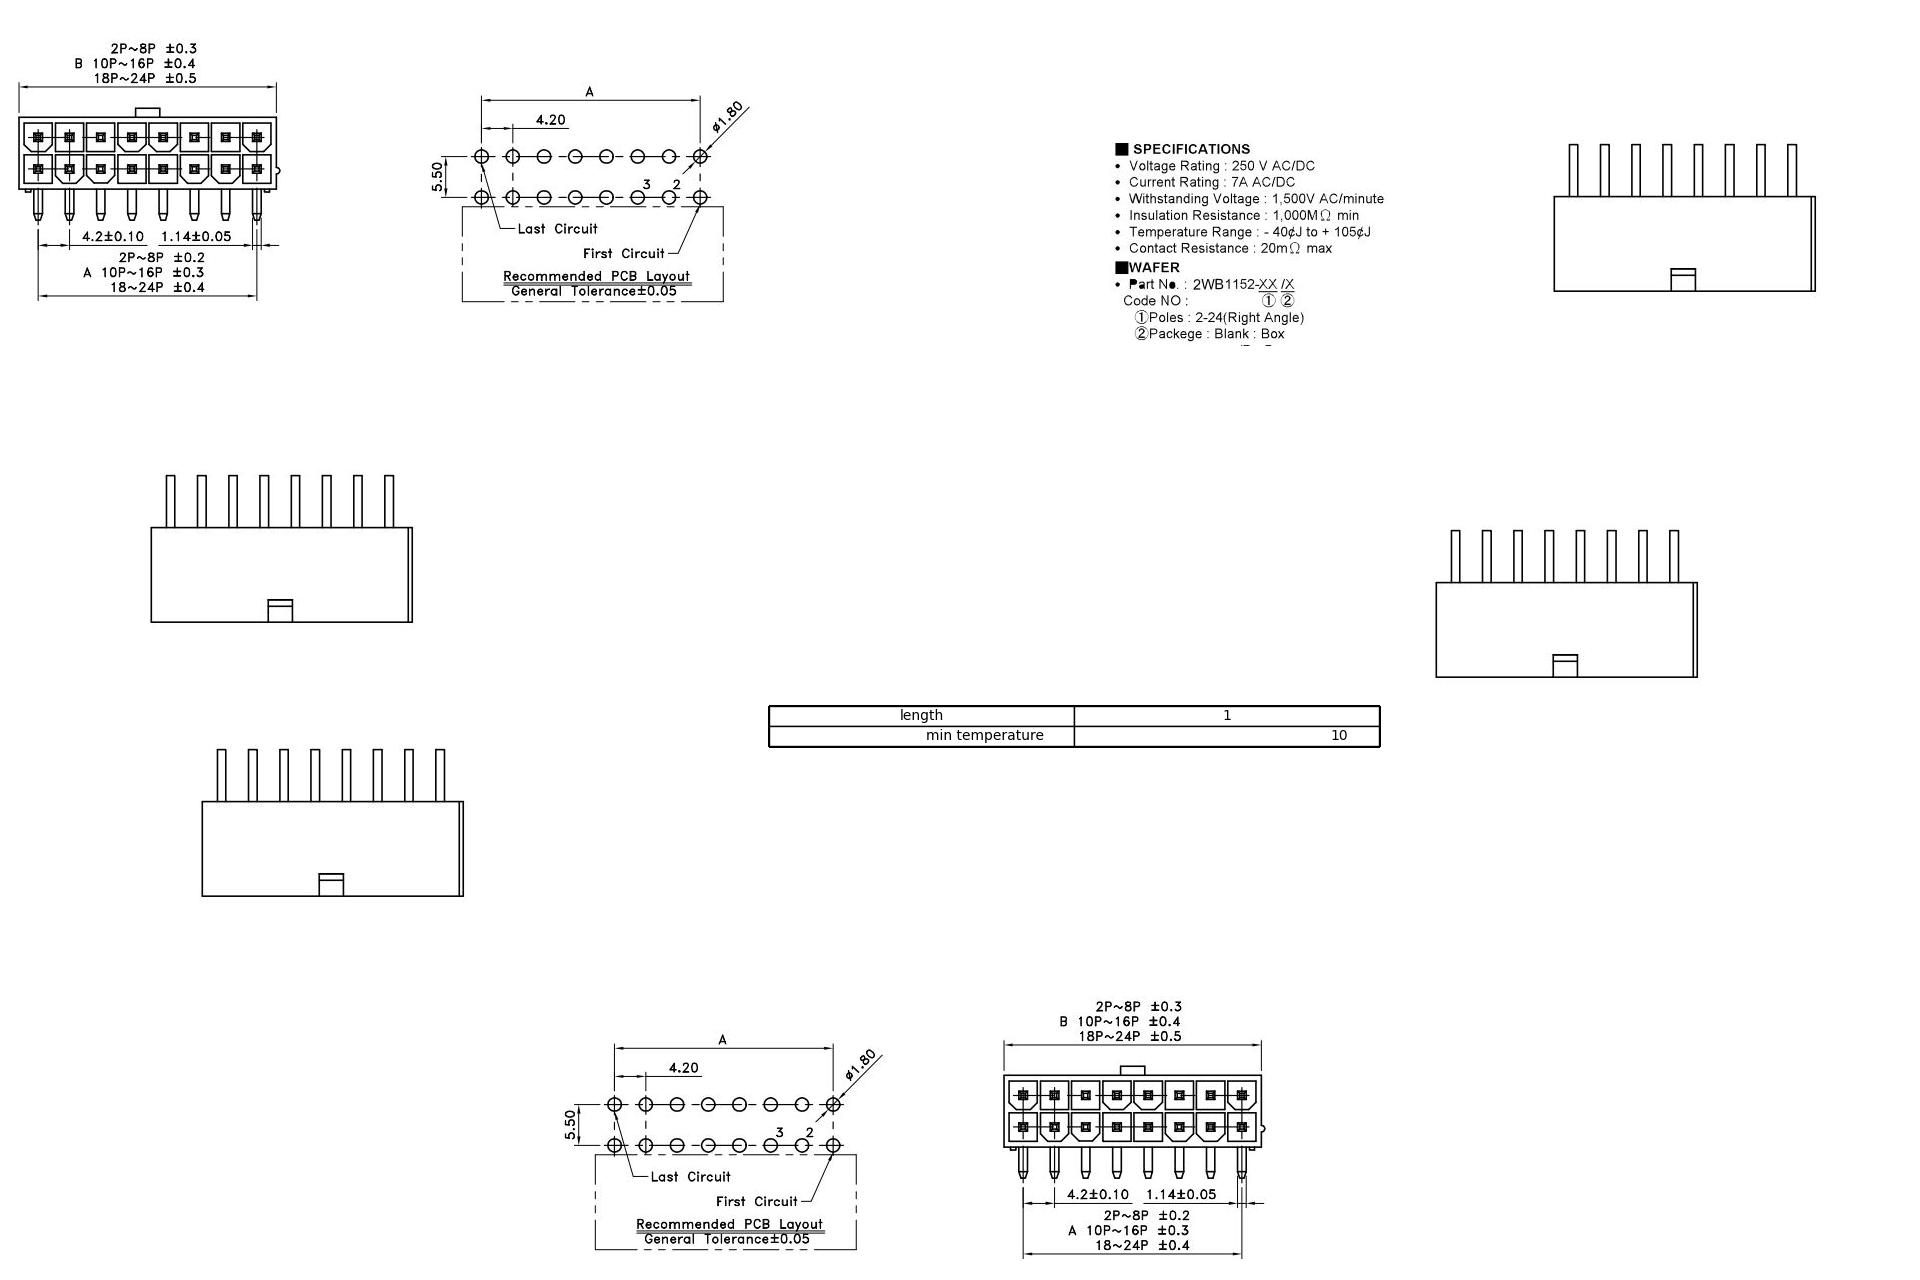 2P~8P ±0.3
B 10P~16P ±0.4
18P~24P ±0.5
4.2±0.10 1.14±0.05
2P~8P ±0.2
A 10P~16P ±0.3
18~24P ±0.4
A
4.20
ø1.80
5.50
3 2
Last Circuit
First Circuit
Recommended PCB Layout
General Tolerance±0.05
■ SPECIFICATIONS
• Voltage Rating : 250 V AC/DC
• Current Rating : 7A AC/DC
• Withstanding Voltage : 1,500V AC/minute
• Insulation Resistance : 1,000MΩ min
• Temperature Range : - 40¢J to + 105¢J
• Contact Resistance : 20mΩ max
■WAFER
• Part No. : 2WB1152-XX /X
Code NO : ① ②
①Poles : 2-24(Right Angle)
②Packege : Blank : Box
length 1
min temperature 10
A
4.20
ø1.80
5.50
3 2
Last Circuit
First Circuit
Recommended PCB Layout
General Tolerance±0.05
2P~8P ±0.3
B 10P~16P ±0.4
18P~24P ±0.5
4.2±0.10 1.14±0.05
2P~8P ±0.2
A 10P~16P ±0.3
18~24P ±0.4